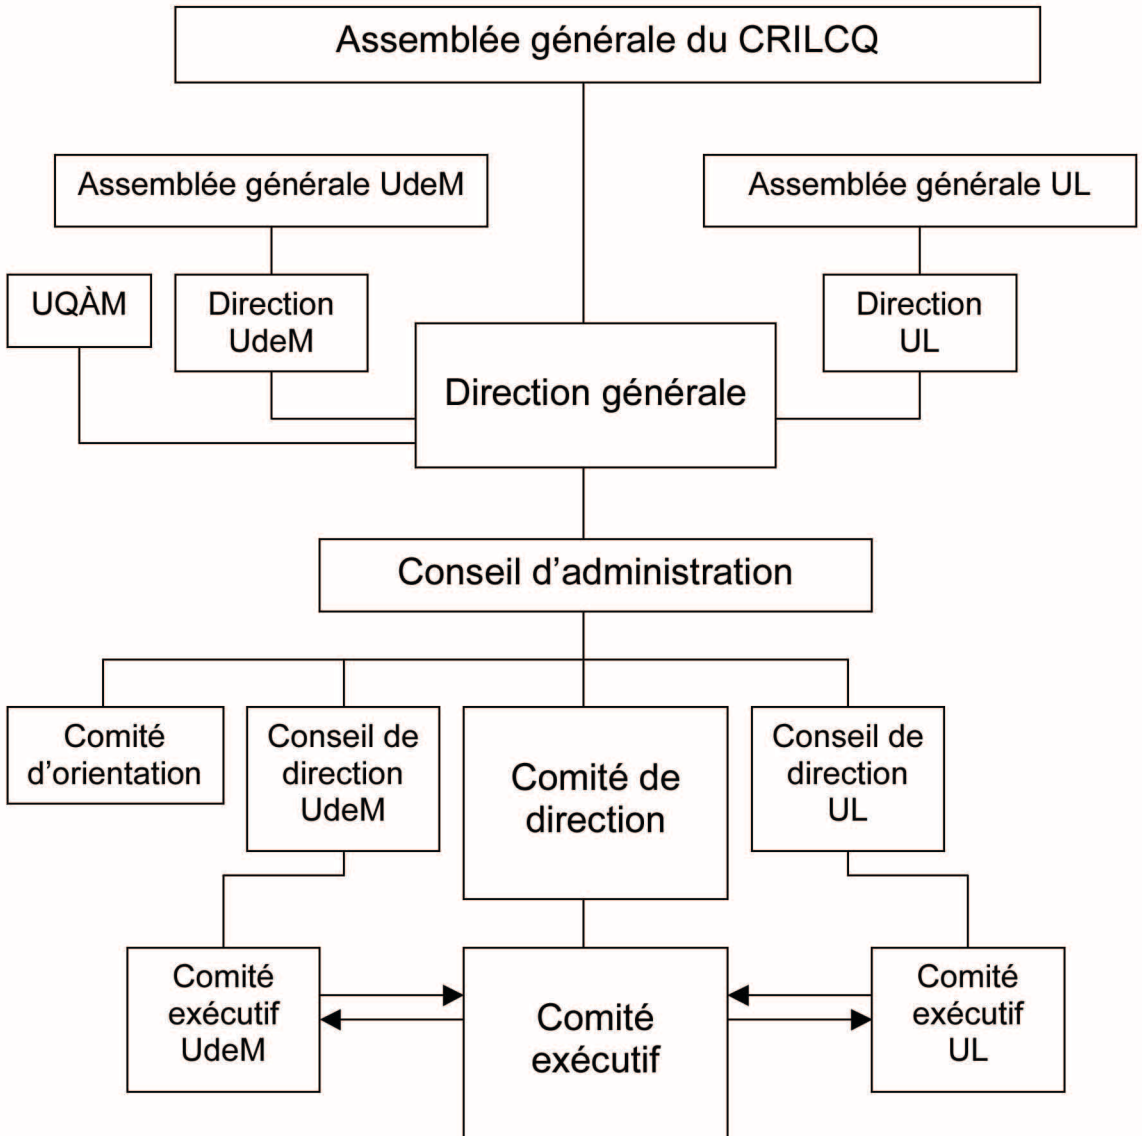 Assemblée générale du CRILCQ
Assemblée générale UdeM
Assemblée générale UL
UQÀM
Direction
UdeM
Direction
UL
Direction générale
Conseil d’administration
Comité
d’orientation
Conseil de
direction
UdeM
Comité de
direction
Conseil de
direction
UL
Comité
exécutif
UdeM
Comité
exécutif
Comité
exécutif
UL